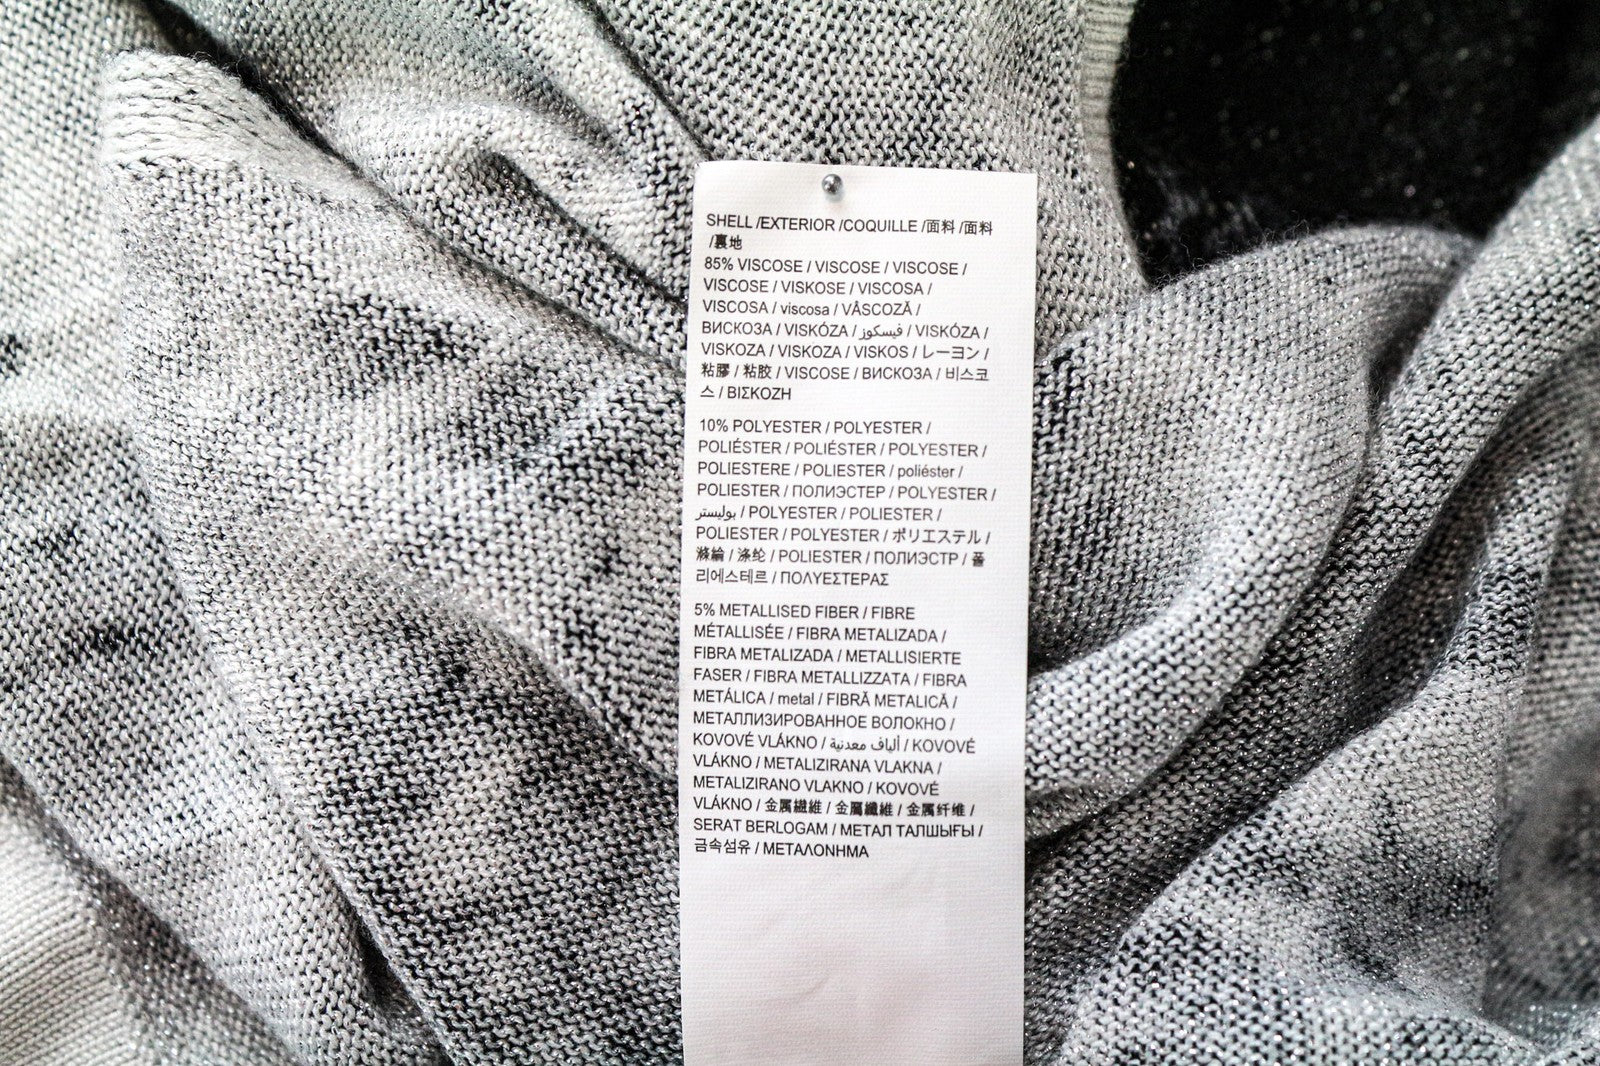 SHELL /EXTERIOR /COQUILLE /面料 /面料
/裏地
85% VISCOSE / VISCOSE / VISCOSE /
VISCOSE / VISKOSE / VISCOSA /
VISCOSA / viscosa / VÂSCOZĂ /
ВИСКОЗА / VISKÓZA / فيسكوز / VISKÓZA /
VISKOZA / VISKOZA / VISKOS / レーヨン /
粘膠 / 粘胶 / VISCOSE / ВИСКОЗА / 비스코
스 / ΒΙΣΚΟΖΗ
10% POLYESTER / POLYESTER /
POLIÉSTER / POLIÉSTER / POLYESTER /
POLIESTERE / POLIESTER / poliéster /
POLIESTER / ПОЛИЭСТЕР / POLYESTER /
بوليستر / POLYESTER / POLIESTER /
POLIESTER / POLYESTER / ポリエステル /
滌綸 / 涤纶 / POLIESTER / ПОЛИЭСТР / 폴
리에스테르 / ΠΟΛΥΕΣΤΕΡΑΣ
5% METALLISED FIBER / FIBRE
MÉTALLISÉE / FIBRA METALIZADA /
FIBRA METALIZADA / METALLISIERTE
FASER / FIBRA METALLIZZATA / FIBRA
METÁLICA / metal / FIBRĂ METALICĂ /
МЕТАЛЛИЗИРОВАННОЕ ВОЛОКНО /
KOVOVÉ VLÁKNO / ألياف معدنية / KOVOVÉ
VLÁKNO / METALIZIRANA VLAKNA /
METALIZIRANO VLAKNO / KOVOVÉ
VLÁKNO / 金属繊維 / 金屬纖維 / 金属纤维 /
SERAT BERLOGAM / МЕТАЛ ТАЛШЫҒЫ /
금속섬유 / ΜΕΤΑΛΟΝΗΜΑ